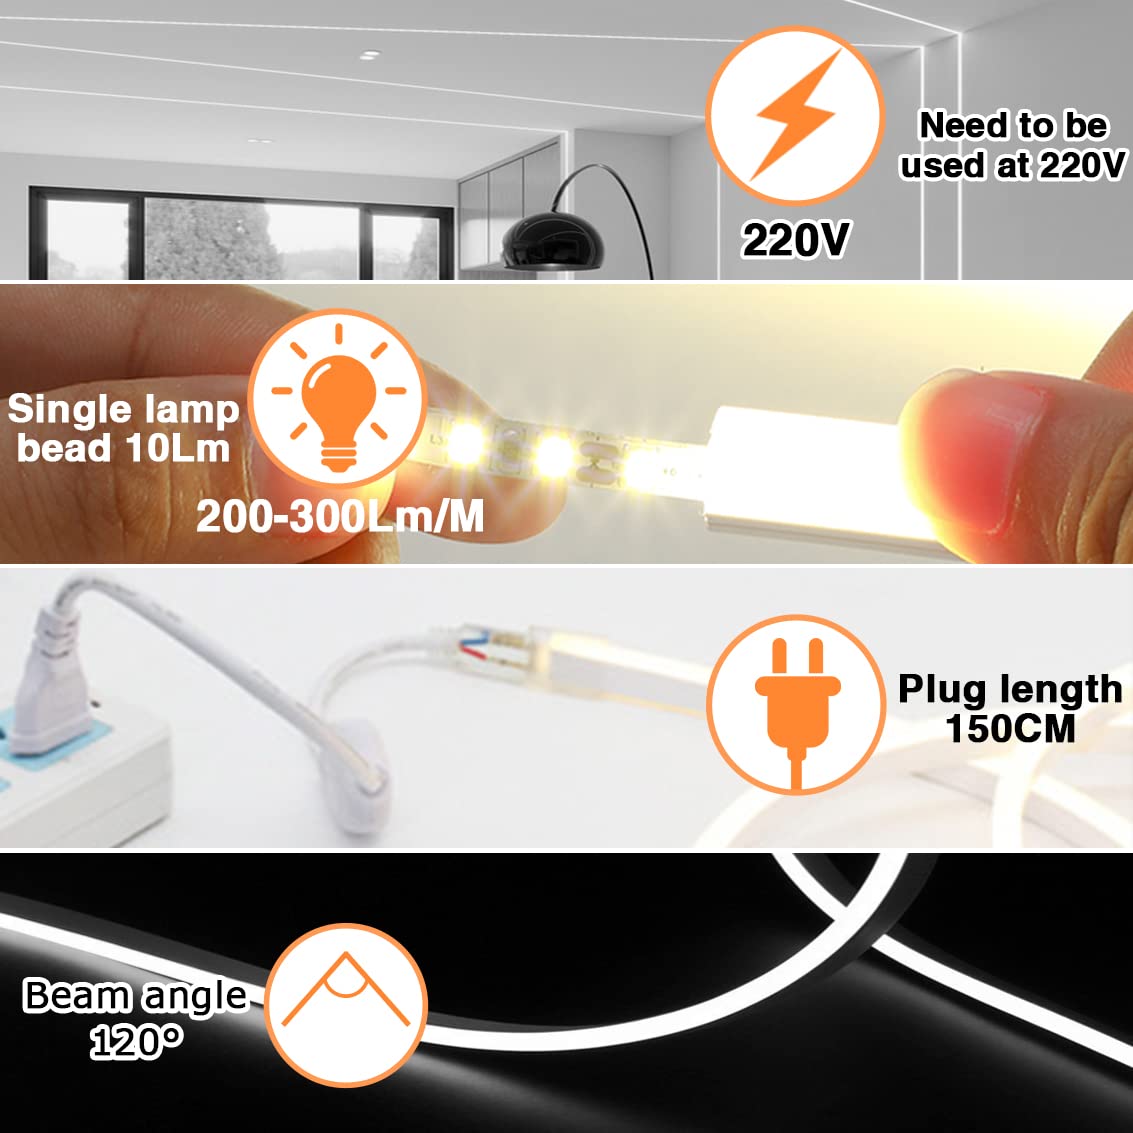 Need to be
used at 220V
220V
Single lamp
bead 10Lm
200-300Lm/M
Plug length
150CM
Beam angle
120°